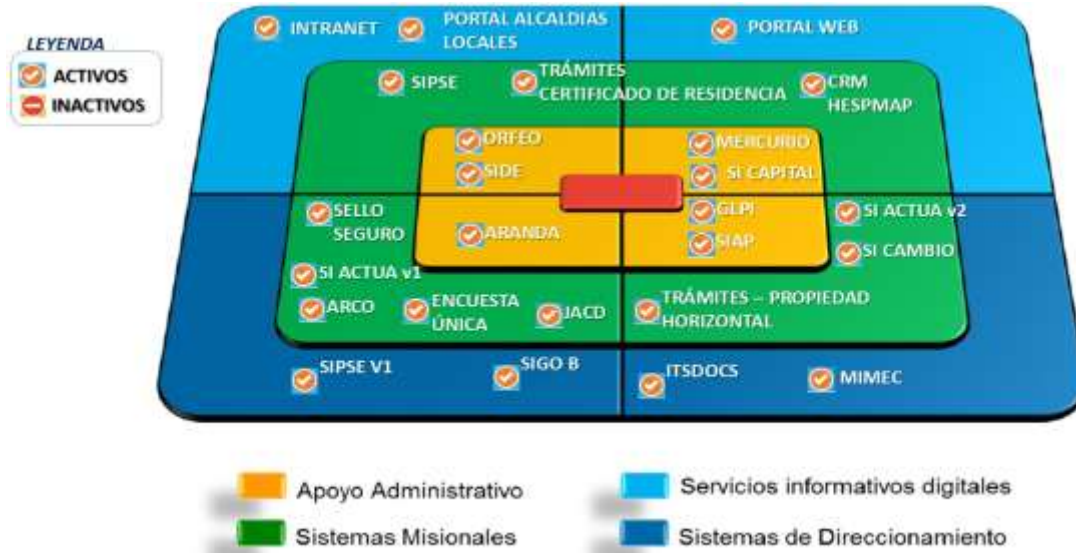 LEYENDA
ACTIVOS
INACTIVOS
INTRANET
PORTAL ALCALDIAS
LOCALES
PORTAL WEB
SIPSE
TRÁMITES
CERTIFICADO DE RESIDENCIA
CRM
HESPMAP
ORFEO
MERCURIO
SIDE
SI CAPITAL
SELLO
SEGURO
GLPI
SI ACTUA v2
ARANDA
SIAP
SI CAMBIO
SI ACTUA v1
ARCO
ENCUESTA
ÚNICA
JACD
TRÁMITES – PROPIEDAD
HORIZONTAL
SIPSE V1
SIGO B
ITSDOCS
MIMEC
Apoyo Administrativo
Servicios informativos digitales
Sistemas Misionales
Sistemas de Direccionamiento